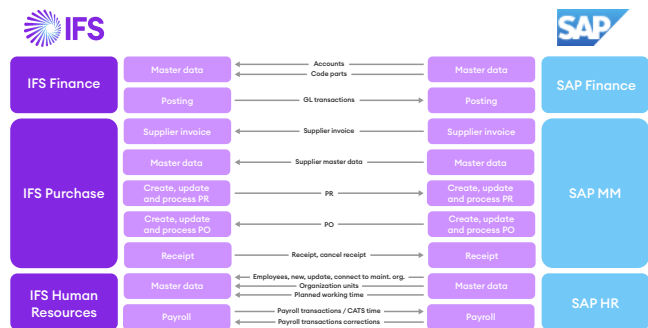 IFS
SAP
IFS Finance
Master data
Accounts
Code parts
Master data
SAP Finance
Posting
GL transactions
Posting
IFS Purchase
Supplier invoice
Supplier invoice
Supplier invoice
SAP MM
Master data
Supplier master data
Master data
Create, update
and process PR
PR
Create, update
and process PR
Create, update
and process PO
PO
Create, update
and process PO
Receipt
Receipt, cancel receipt
Receipt
IFS Human
Resources
Master data
Employees, new, update, connect to maint. org.
Organization units
Planned working time
Master data
SAP HR
Payroll
Payroll transactions / CATS time
Payroll transactions corrections
Payroll